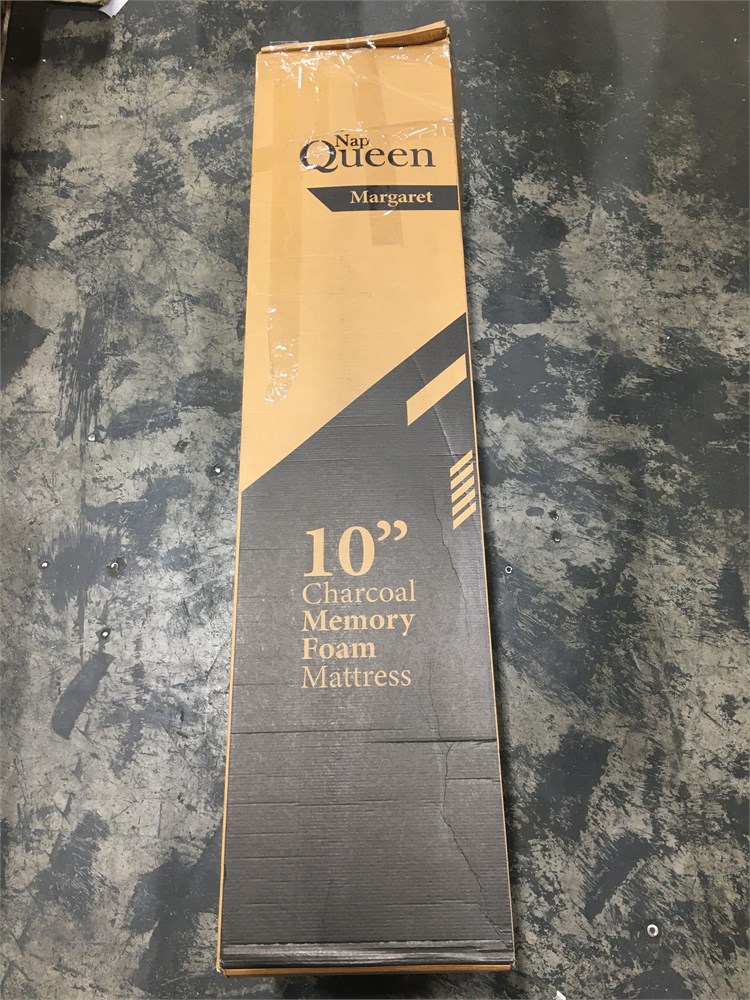 Nap
Queen
Margaret
10”
Charcoal
Memory
Foam
Mattress